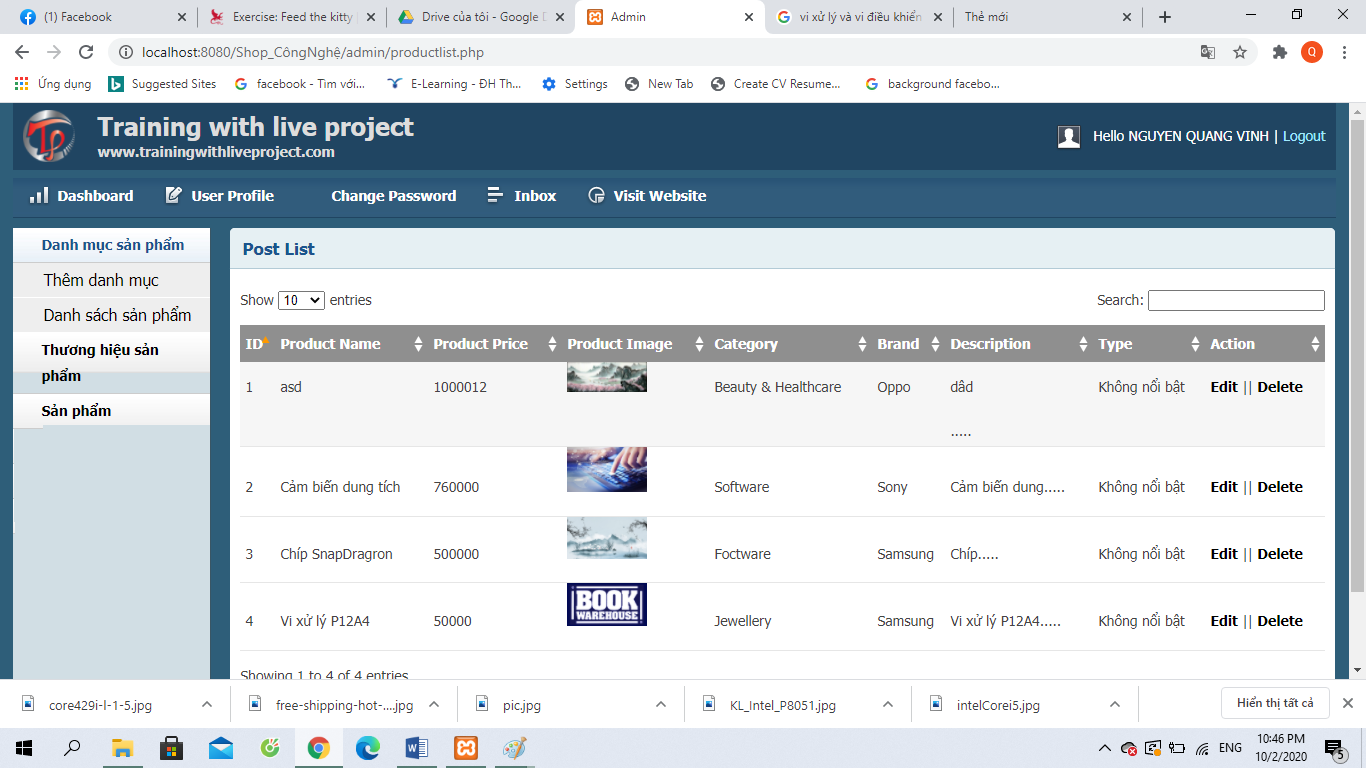 (1) Facebook
Exercise: Feed the kitty
Drive của tôi - Google D
Admin
vi xử lý và vi điều khiển
Thẻ mới
localhost:8080/Shop_CôngNghệ/admin/productlist.php
Q
Ứng dụng
Suggested Sites
facebook - Tìm với...
E-Learning - ĐH Th...
Settings
New Tab
Create CV Resume...
background facebo...
Training with live project
www.trainingwithliveproject.com
Hello NGUYEN QUANG VINH | Logout
Dashboard
User Profile
Change Password
Inbox
Visit Website
Danh mục sản phẩm
Thêm danh mục
Danh sách sản phẩm
Thương hiệu sản
phẩm
Sản phẩm
Post List
Show 10 entries
Search:
ID Product Name Product Price Product Image Category Brand Description Type Action
1 asd 1000012 Beauty & Healthcare Oppo dâd Không nổi bật Edit || Delete
.....
2 Cảm biến dung tích 760000 Software Sony Cảm biến dung..... Không nổi bật Edit || Delete
3 Chíp SnapDragron 500000 Foctware Samsung Chíp..... Không nổi bật Edit || Delete
BOOK
WAREHOUSE
4 Vi xử lý P12A4 50000 Jewellery Samsung Vi xử lý P12A4..... Không nổi bật Edit || Delete
Showing 1 to 4 of 4 entries
core429i-l-1-5.jpg
free-shipping-hot-....jpg
pic.jpg
KL_Intel_P8051.jpg
intelCorei5.jpg
Hiển thị tất cả
ENG
10:46 PM
10/2/2020
5